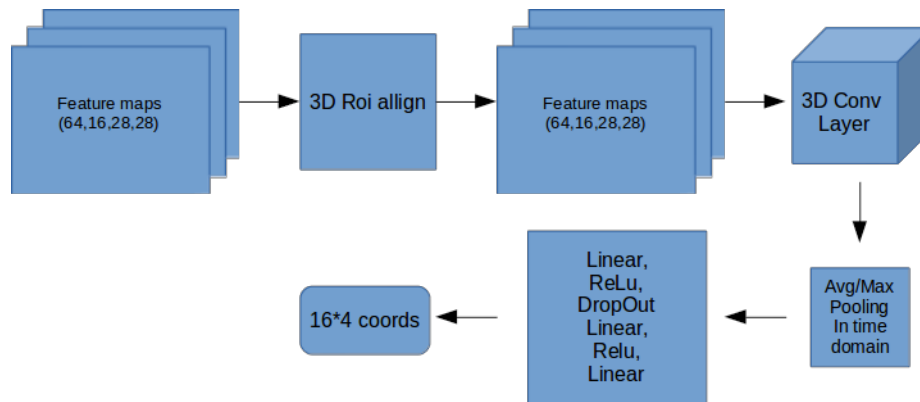 Feature maps
(64,16,28,28)
3D Roi allign
Feature maps
(64,16,28,28)
3D Conv
Layer
Avg/Max
Pooling
In time
domain
Linear,
ReLu,
DropOut
Linear,
Relu,
Linear
16*4 coords